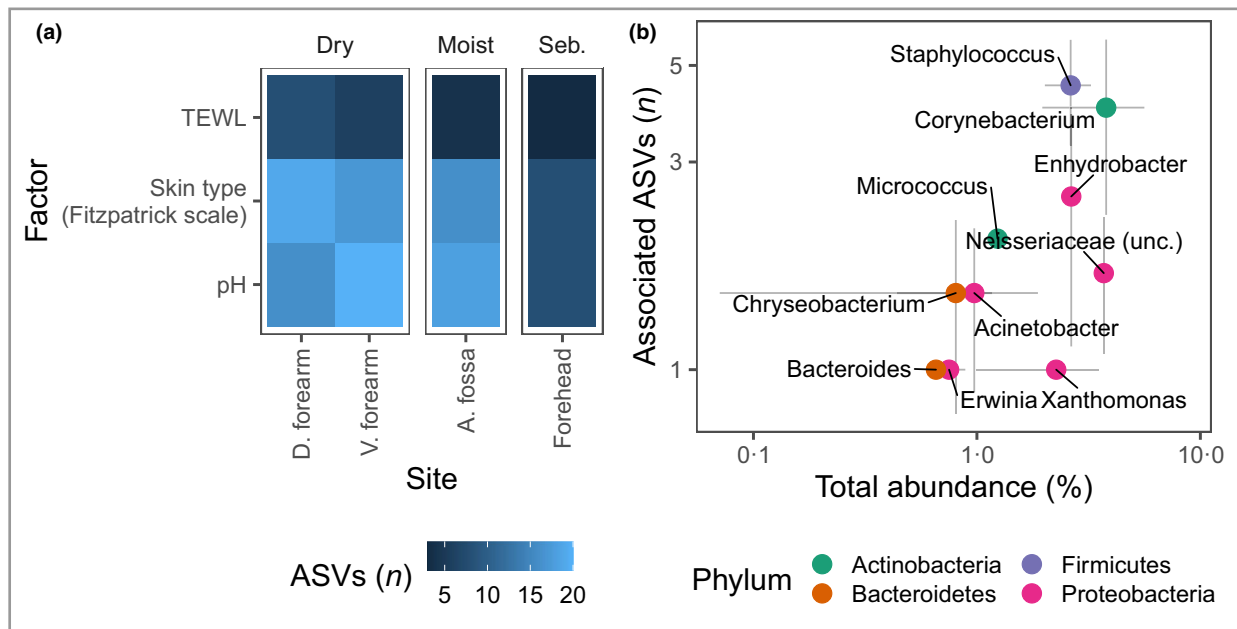 (a)
Dry
Moist
Seb.
Factor
TEWL
Skin type
(Fitzpatrick scale)
pH
D. forearm
V. forearm
A. fossa
Forehead
Site
ASVs (n)
5 10 15 20
(b)
Associated ASVs (n)
5
3
1
Staphylococcus
Corynebacterium
Enhydrobacter
Micrococcus
Neisseriaceae (unc.)
Chryseobacterium
Acinetobacter
Bacteroides
Erwinia Xanthomonas
0·1 1·0 10·0
Total abundance (%)
Phylum
Actinobacteria
Bacteroidetes
Firmicutes
Proteobacteria